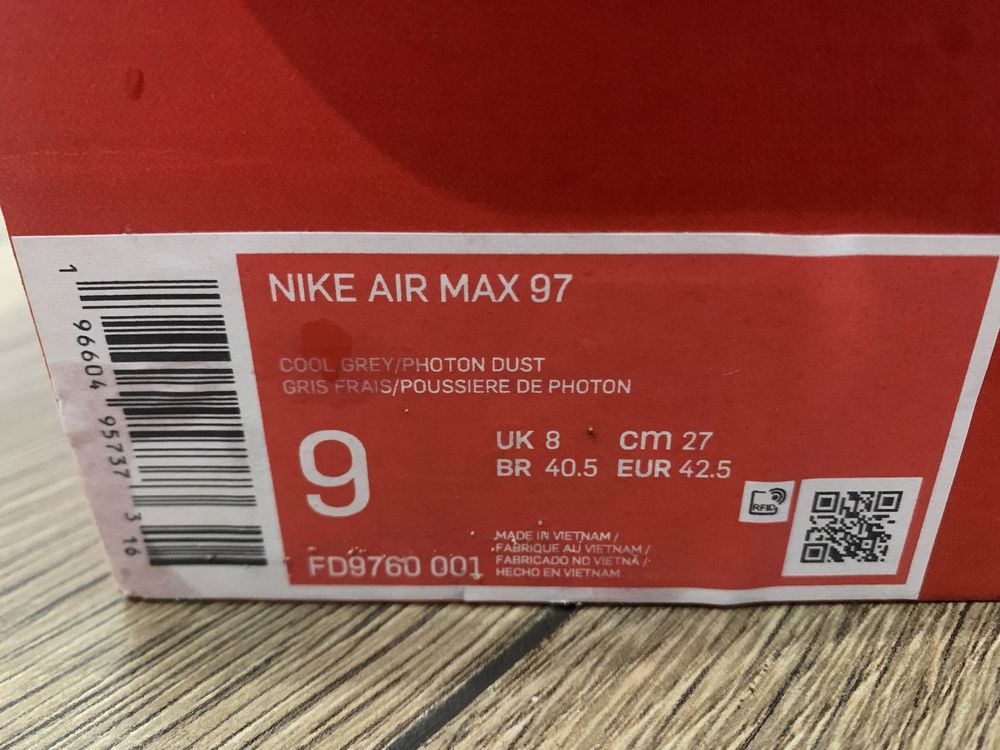 NIKE AIR MAX 97
COOL GREY/PHOTON DUST
GRIS FRAIS/POUSSIERE DE PHOTON
9
UK 8 cm 27
BR 40.5 EUR 42.5
RFID
FD9760 001
MADE IN VIETNAM /
FABRIQUE AU VIETNAM /
FABRICADO NO VIETNÃ /
HECHO EN VIETNAM
1 96604 95737 3 16